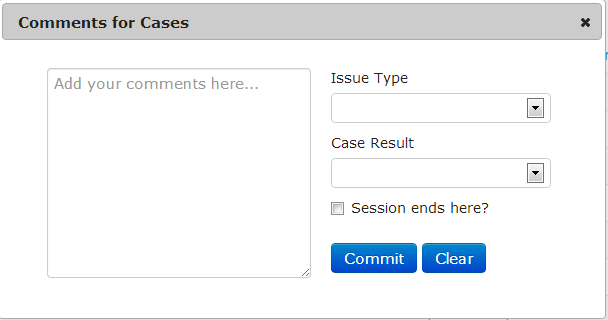 Comments for Cases
Add your comments here...
Issue Type
Case Result
Session ends here?
Commit
Clear